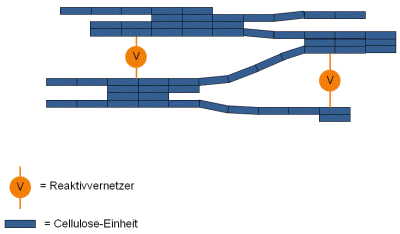 V
V
V = Reaktivvernetzer
= Cellulose-Einheit